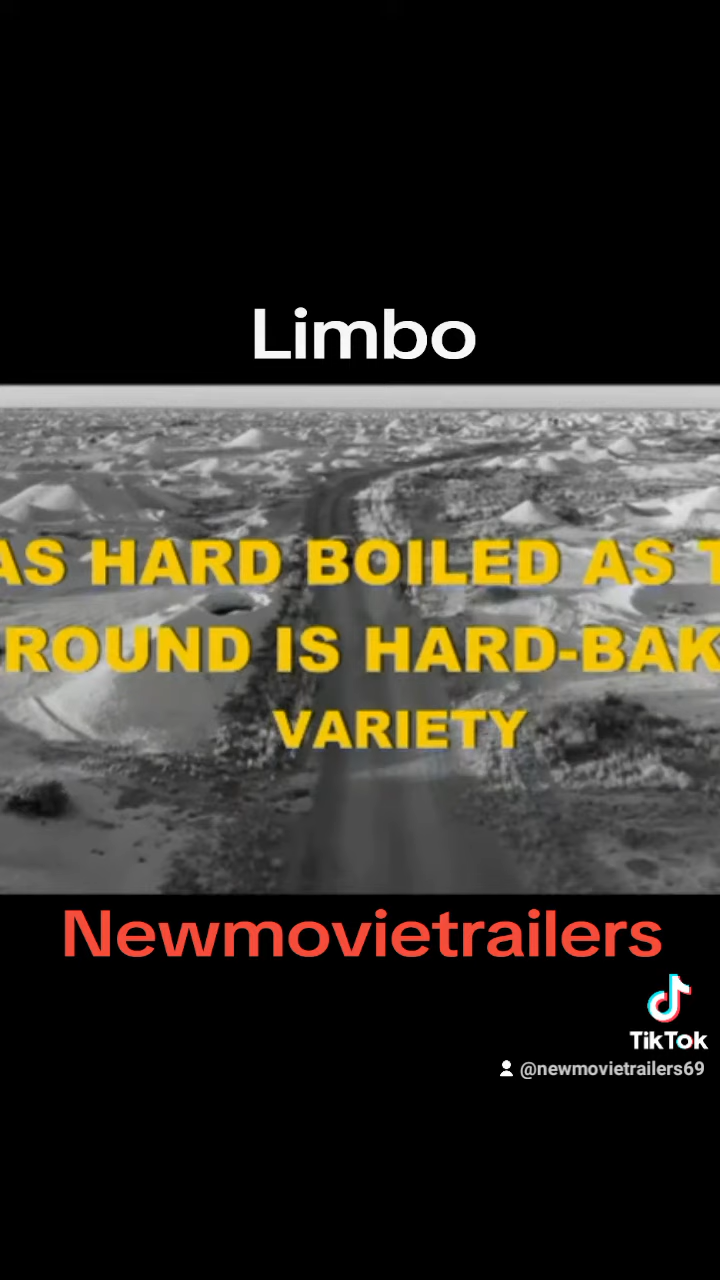 Limbo
AS HARD BOILED AS
ROUND IS HARD-BAK
VARIETY
Newmovietrailers
TikTok
@newmovietrailers69